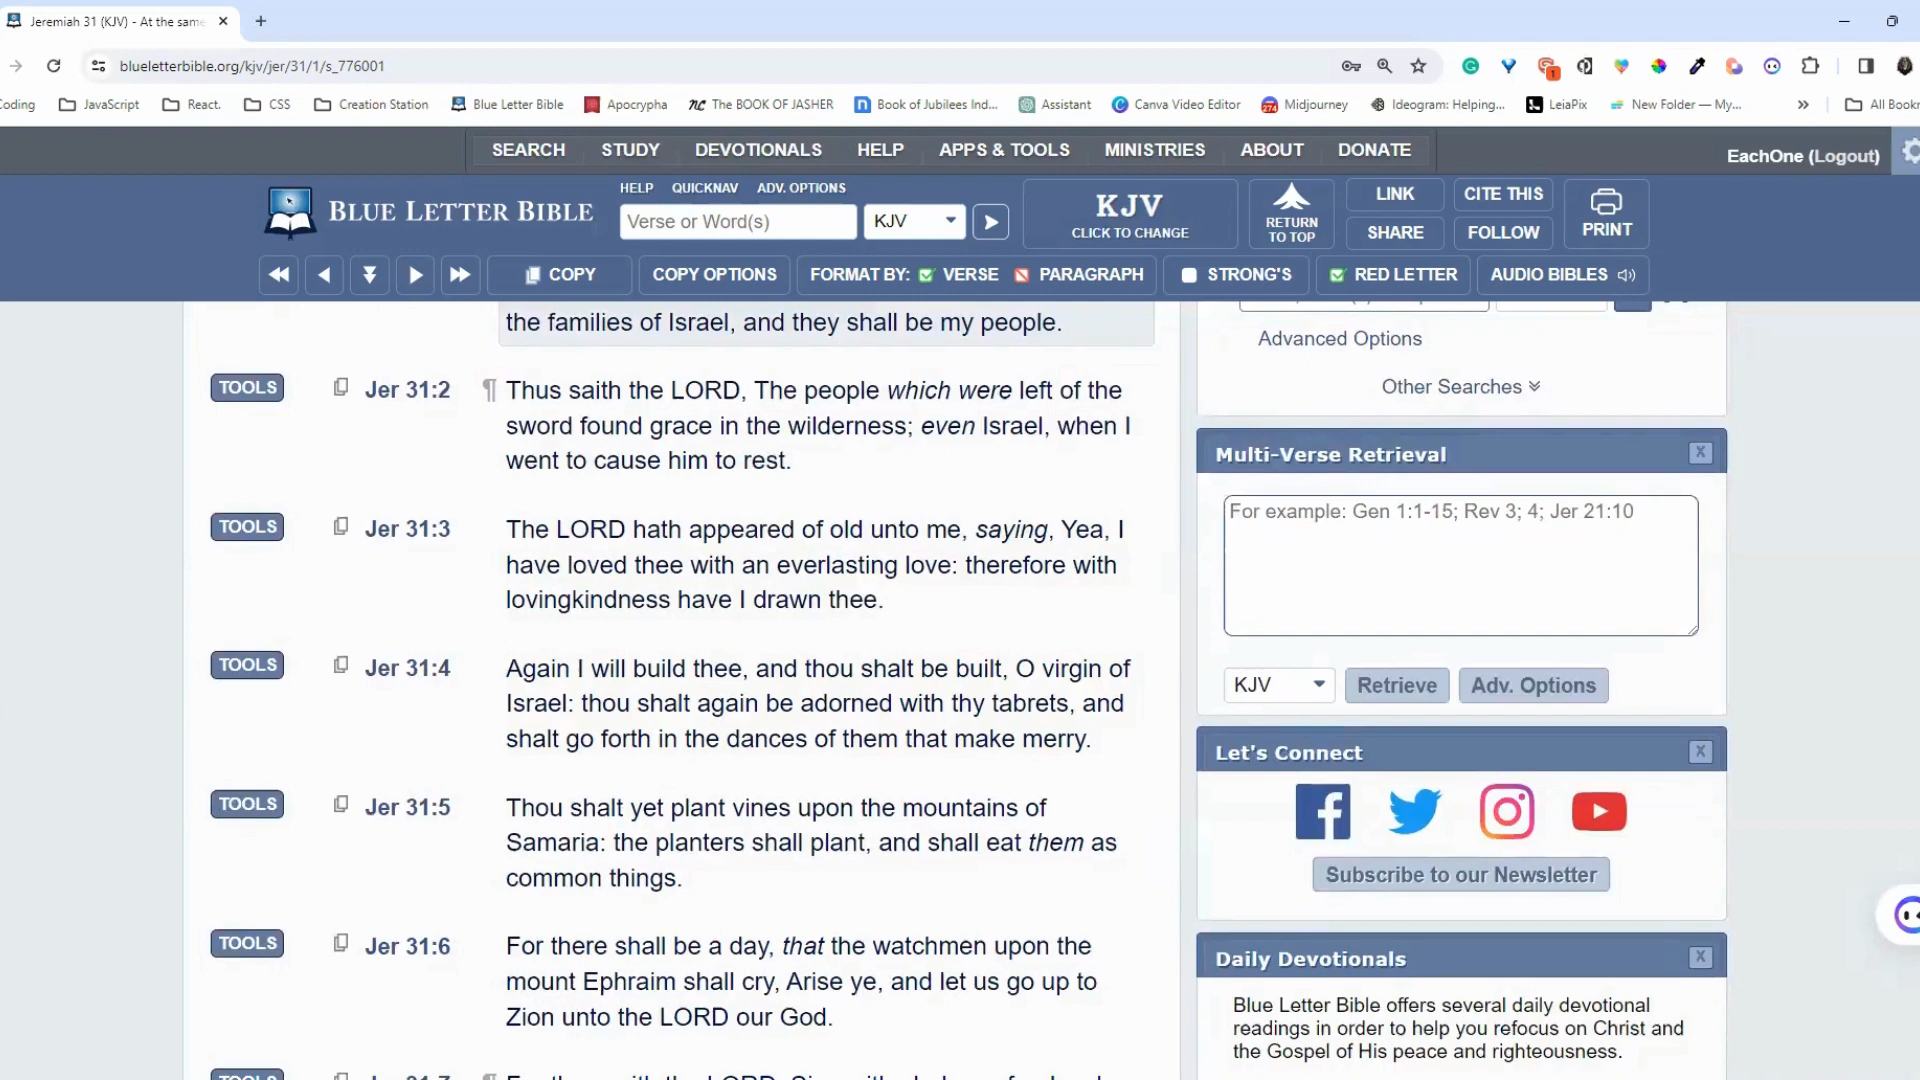 Jeremiah 31 (KJV) - At the same
blueletterbible.org/kjv/jer/31/1/s_776001
1
Coding JavaScript React. CSS Creation Station Blue Letter Bible Apocrypha The BOOK OF JASHER Book of Jubilees Ind... Assistant Canva Video Editor 274 Midjourney Ideogram: Helping... LeiaPix New Folder — My... » All Bookr
SEARCH STUDY DEVOTIONALS HELP APPS & TOOLS MINISTRIES ABOUT DONATE EachOne (Logout)
BLUE LETTER BIBLE
HELP QUICKNAV ADV. OPTIONS
Verse or Word(s) KJV
KJV
CLICK TO CHANGE
RETURN
TO TOP
LINK CITE THIS
SHARE FOLLOW
PRINT
COPY COPY OPTIONS FORMAT BY: VERSE PARAGRAPH STRONG'S RED LETTER AUDIO BIBLES
the families of Israel, and they shall be my people.
TOOLS Jer 31:2 ¶ Thus saith the LORD, The people which were left of the
sword found grace in the wilderness; even Israel, when I
went to cause him to rest.
TOOLS Jer 31:3 The LORD hath appeared of old unto me, saying, Yea, I
have loved thee with an everlasting love: therefore with
lovingkindness have I drawn thee.
TOOLS Jer 31:4 Again I will build thee, and thou shalt be built, O virgin of
Israel: thou shalt again be adorned with thy tabrets, and
shalt go forth in the dances of them that make merry.
TOOLS Jer 31:5 Thou shalt yet plant vines upon the mountains of
Samaria: the planters shall plant, and shall eat them as
common things.
TOOLS Jer 31:6 For there shall be a day, that the watchmen upon the
mount Ephraim shall cry, Arise ye, and let us go up to
Zion unto the LORD our God.
Advanced Options
Other Searches
Multi-Verse Retrieval X
For example: Gen 1:1-15; Rev 3; 4; Jer 21:10
KJV Retrieve Adv. Options
Let's Connect X
Subscribe to our Newsletter
Daily Devotionals X
Blue Letter Bible offers several daily devotional
readings in order to help you refocus on Christ and
the Gospel of His peace and righteousness.